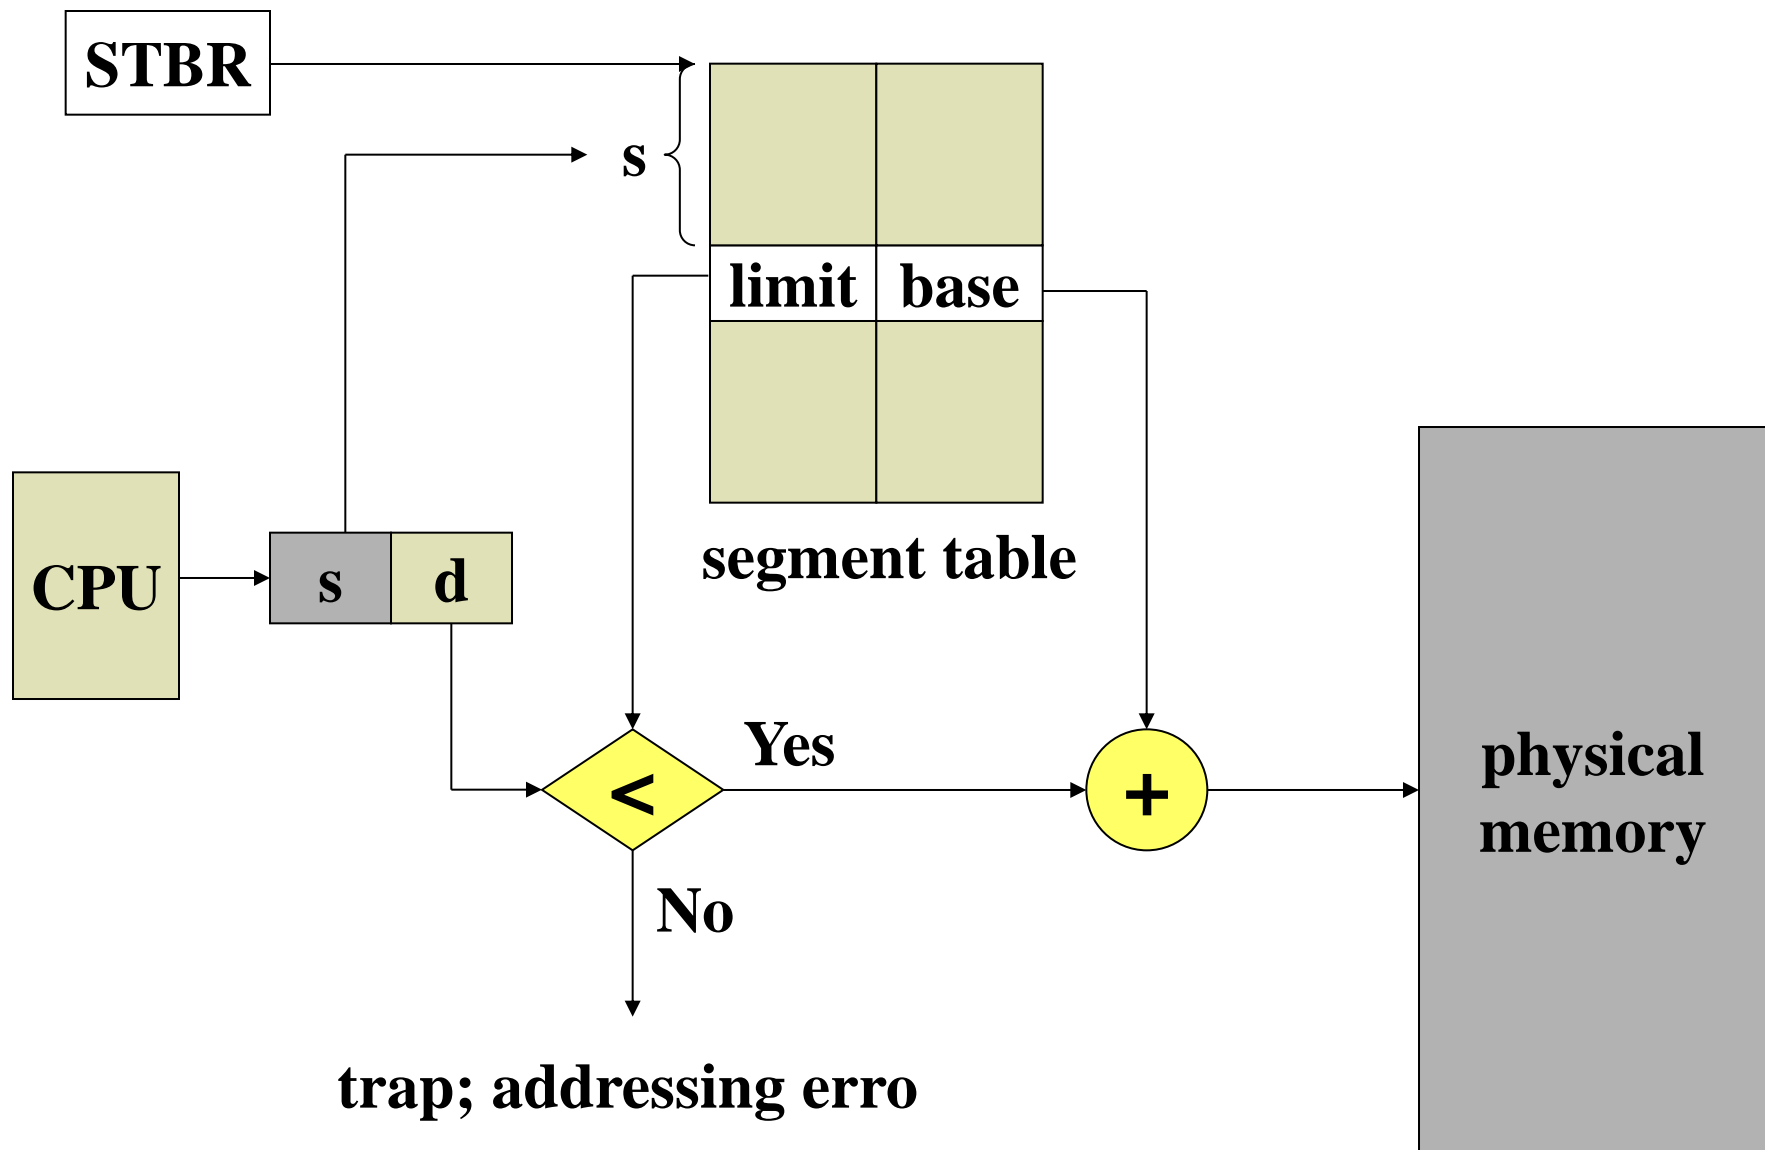 STBR
s
limit base
segment table
CPU
s d
Yes
<
+
physical
memory
No
trap; addressing erro